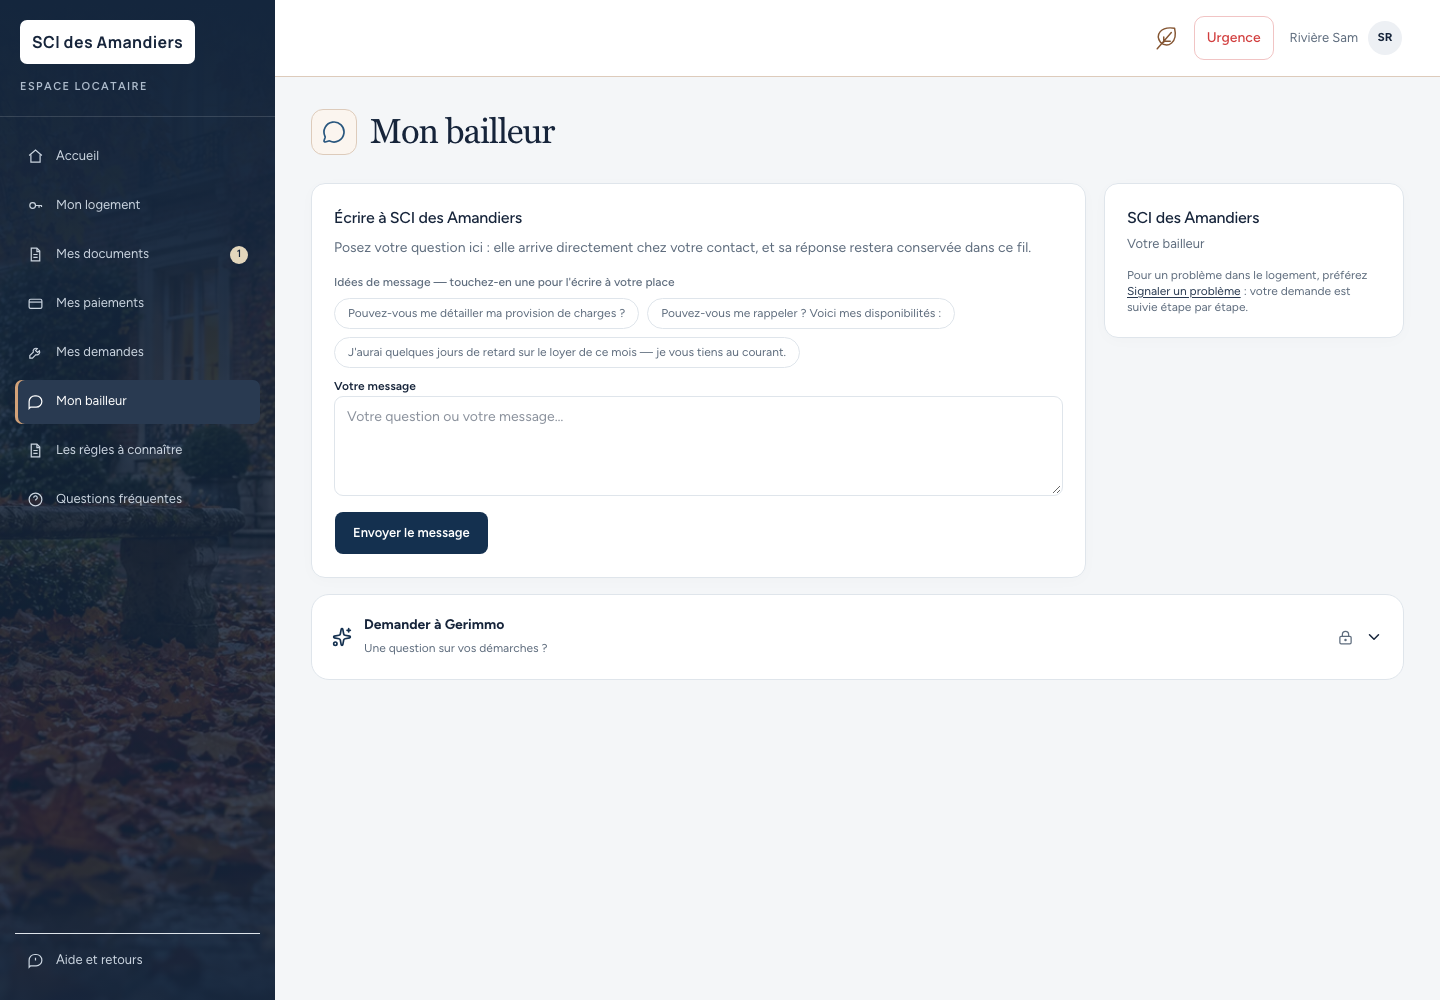 SCI des Amandiers
ESPACE LOCATAIRE
Accueil
Mon logement
Mes documents 1
Mes paiements
Mes demandes
Mon bailleur
Les règles à connaître
Questions fréquentes
Aide et retours
Urgence
Rivière Sam SR
Mon bailleur
Écrire à SCI des Amandiers
Posez votre question ici : elle arrive directement chez votre contact, et sa réponse restera conservée dans ce fil.
Idées de message — touchez-en une pour l'écrire à votre place
Pouvez-vous me détailler ma provision de charges ?
Pouvez-vous me rappeler ? Voici mes disponibilités :
J'aurai quelques jours de retard sur le loyer de ce mois — je vous tiens au courant.
Votre message
Votre question ou votre message...
Envoyer le message
SCI des Amandiers
Votre bailleur
Pour un problème dans le logement, préférez
Signaler un problème : votre demande est
suivie étape par étape.
Demander à Gerimmo
Une question sur vos démarches ?